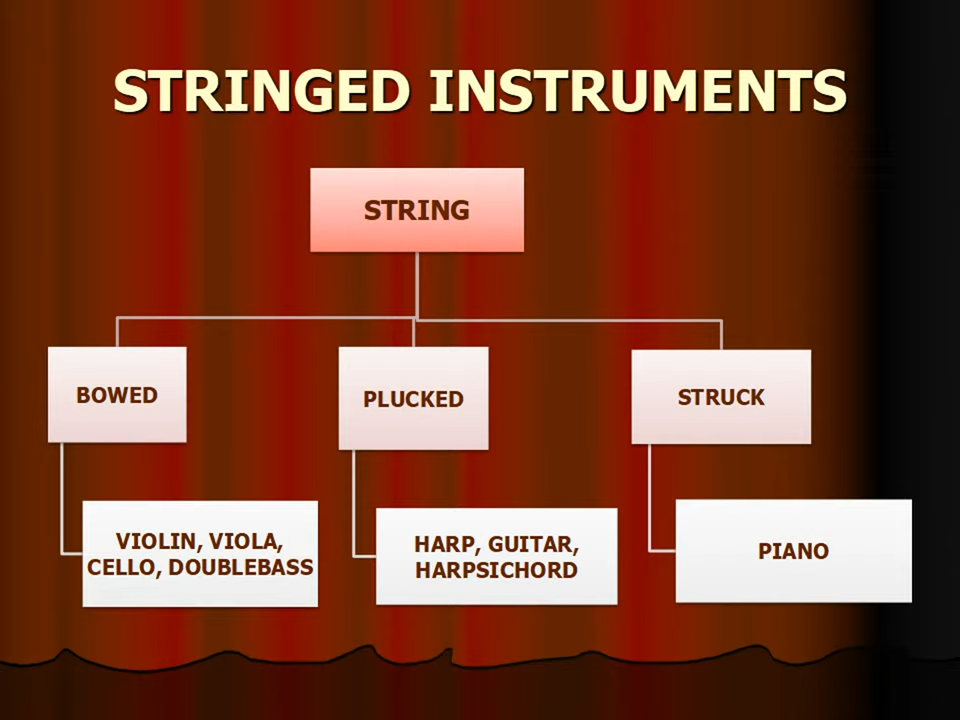 STRINGED INSTRUMENTS
STRING
BOWED
PLUCKED
STRUCK
VIOLIN, VIOLA,
CELLO, DOUBLEBASS
HARP, GUITAR,
HARPSICHORD
PIANO